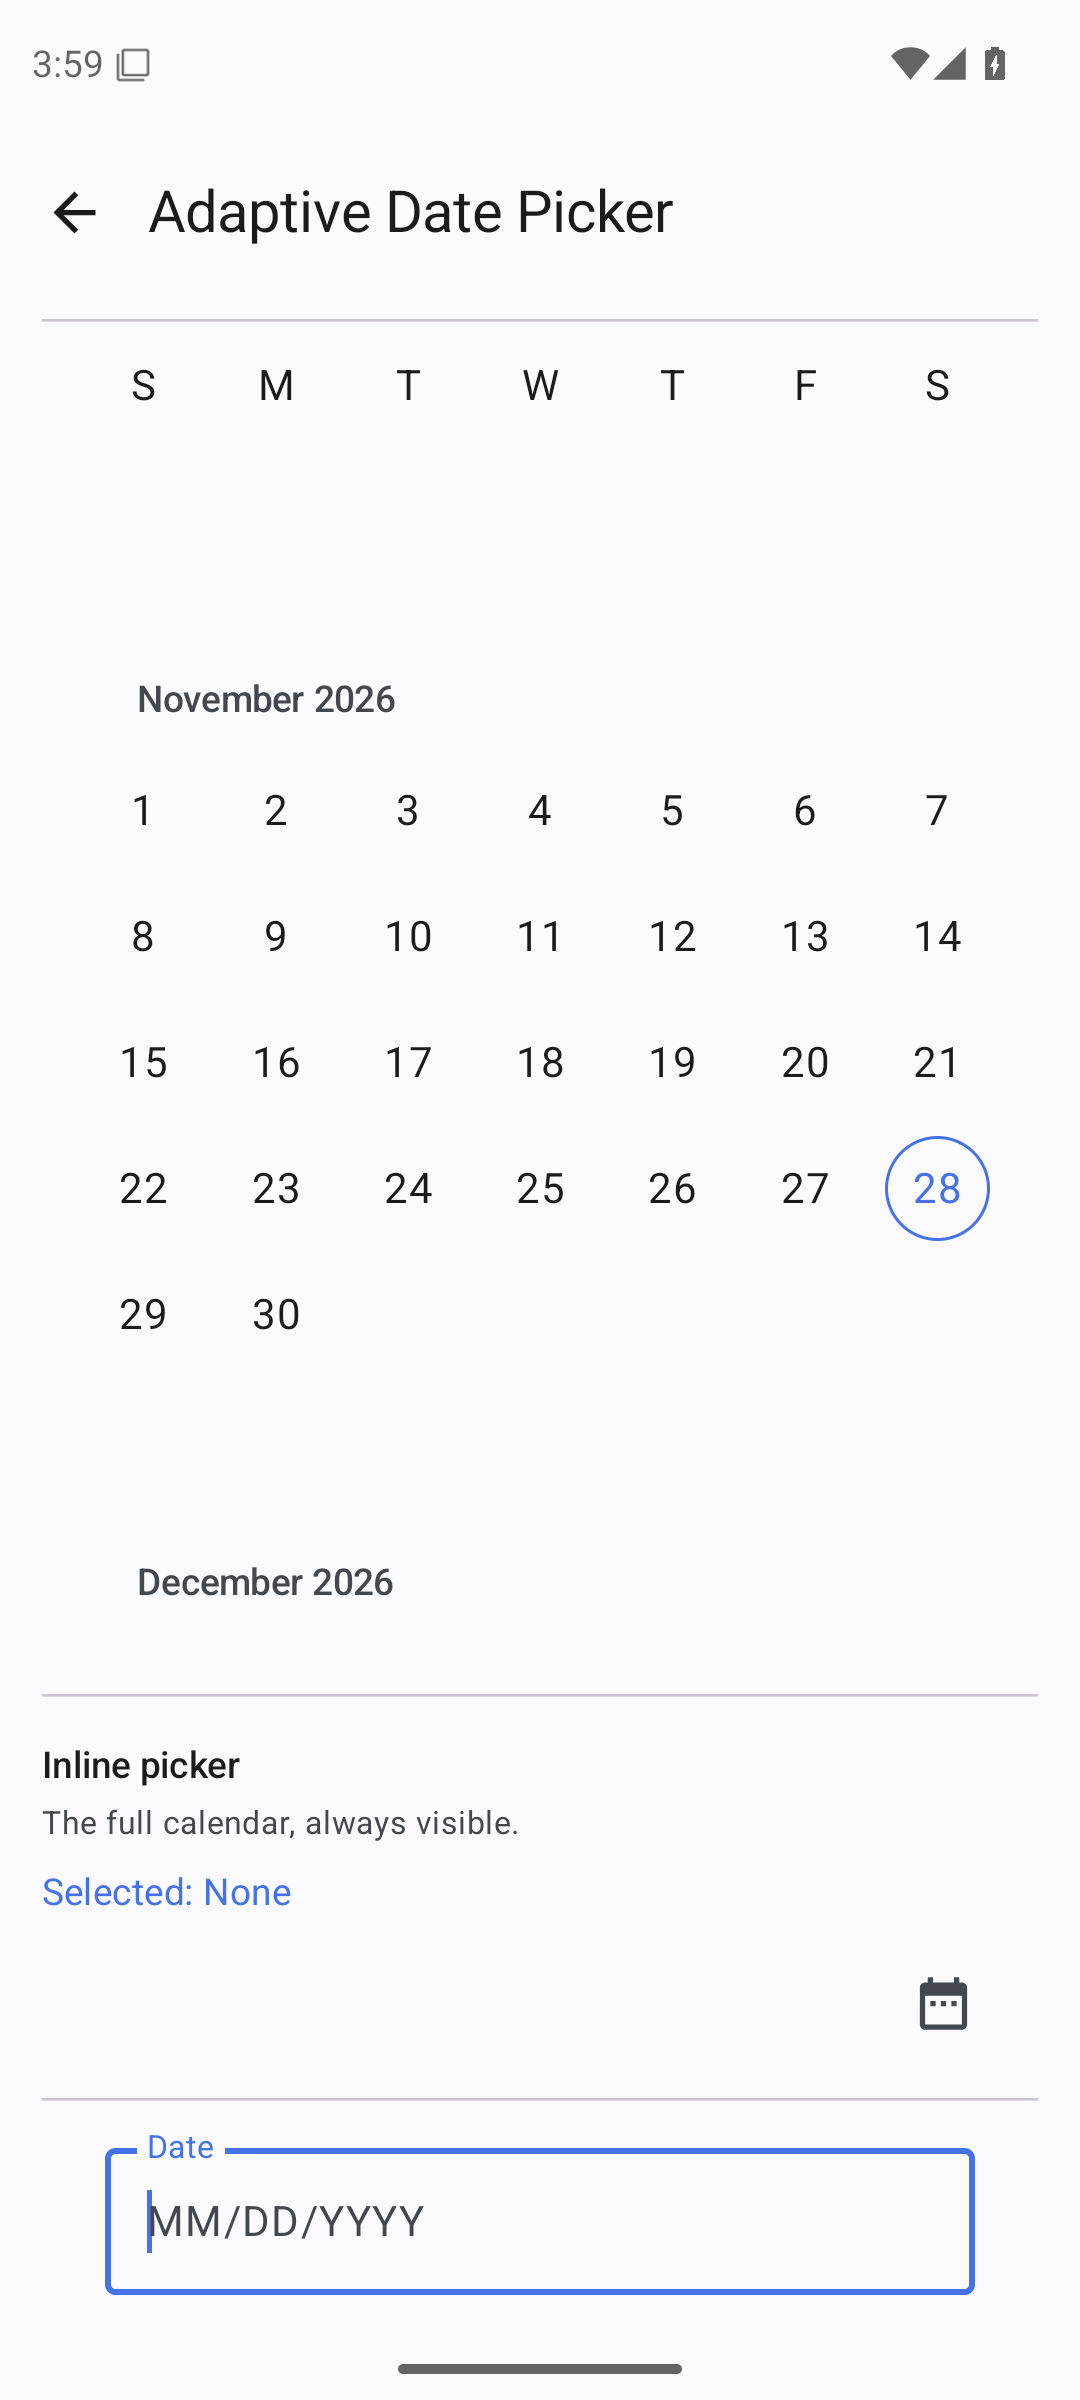 3:59
Adaptive Date Picker
S M T W T F S
November 2026
1 2 3 4 5 6 7
8 9 10 11 12 13 14
15 16 17 18 19 20 21
22 23 24 25 26 27 28
29 30
December 2026
Inline picker
The full calendar, always visible.
Selected: None
Date
MM/DD/YYYY